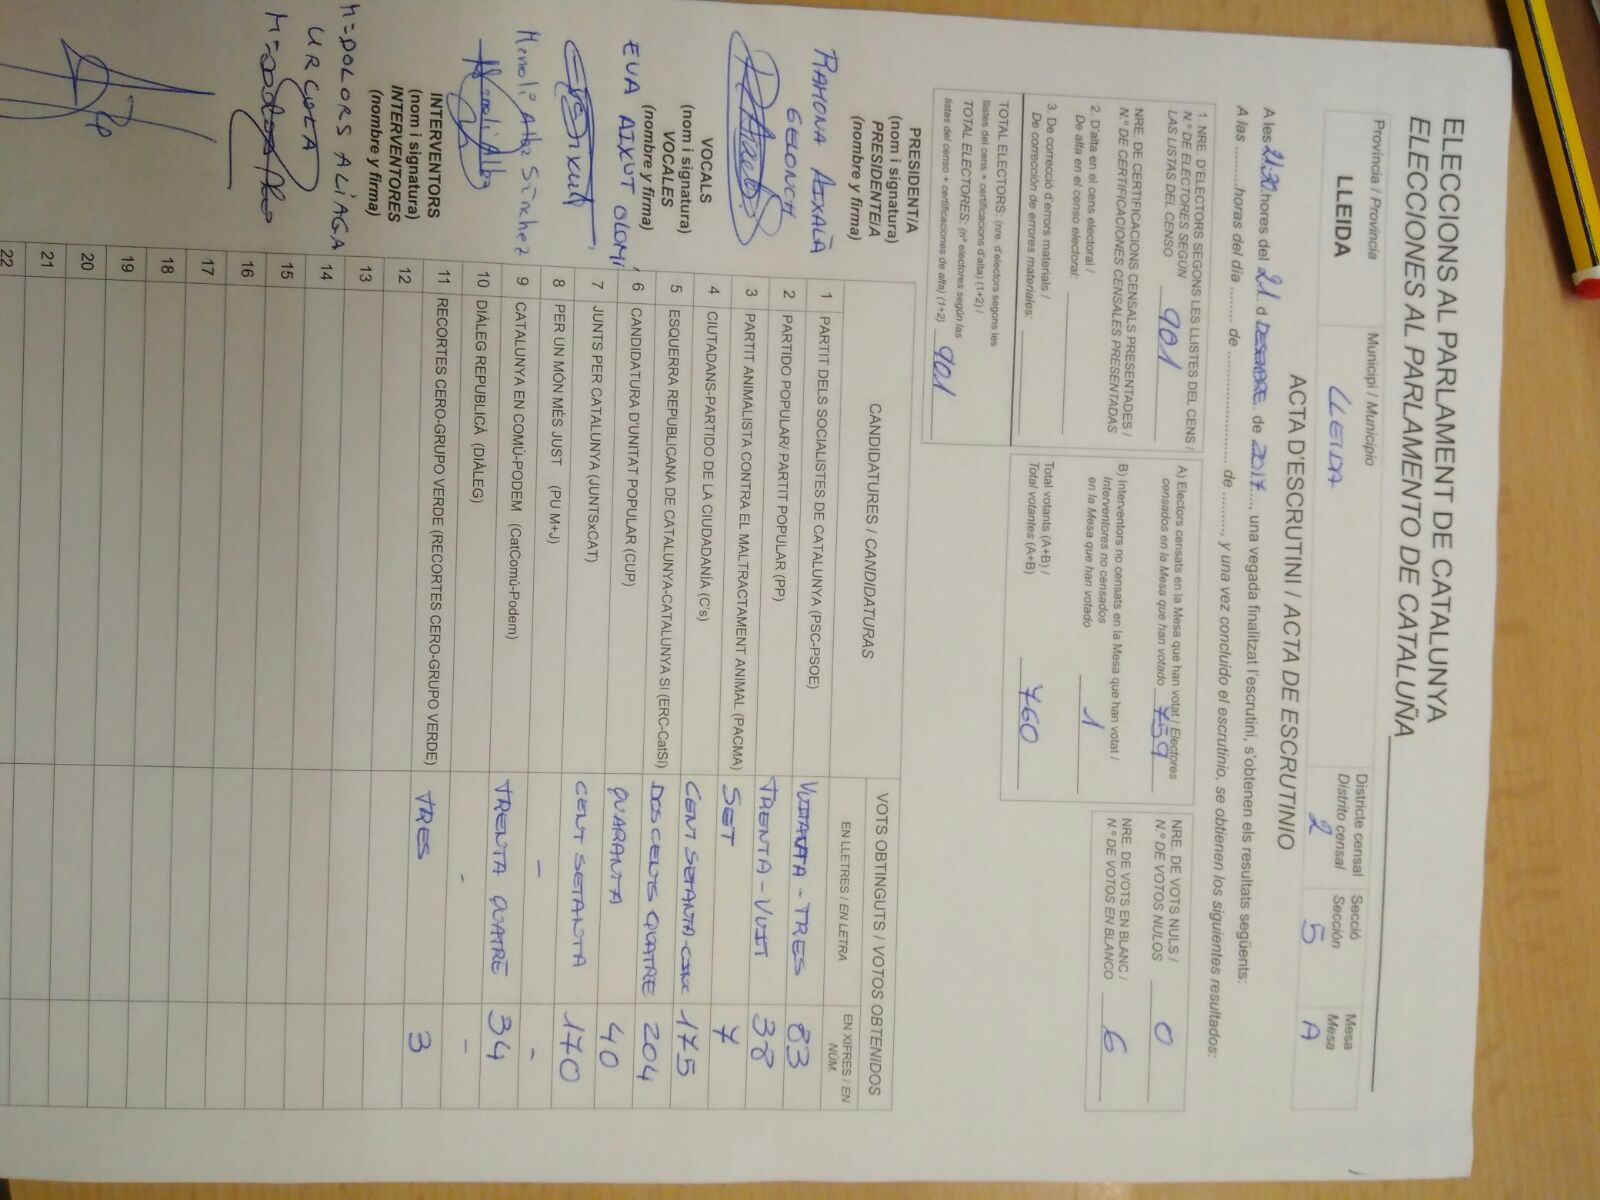 ELECCIONS AL PARLAMENT DE CATALUNYA
ELECCIONES AL PARLAMENTO DE CATALUÑA
Província / Provincia
LLEIDA
Municipi / Municipio
LLEIDA
Districte censal
Distrito censal
2
Secció
Sección
5
Mesa
Mesa
A
ACTA D'ESCRUTINI / ACTA DE ESCRUTINIO
A les 21:30 hores del 21 d DESEMBRE de 2017....., una vegada finalitzat l'escrutini, s'obtenen els resultats següents:
A las .........horas del día ........ de ........................... de ........., y una vez concluido el escrutinio, se obtienen los siguientes resultados:
1. NRE. D'ELECTORS SEGONS LES LLISTES DEL CENS /
N.º DE ELECTORES SEGÚN
LAS LISTAS DEL CENSO 901
NRE. DE CERTIFICACIONS CENSALS PRESENTADES /
N.º DE CERTIFICACIONES CENSALES PRESENTADAS
2. D'alta en el cens electoral /
De alta en el censo electoral:
3. De correcció d'errors materials /
De corrección de errores materiales:
TOTAL ELECTORS: (nre. d'electors segons les
llistes del cens + certificacions d'alta) (1+2) /
TOTAL ELECTORES: (nº electores según las
listas del censo + certificaciones de alta) (1+2) 901
A) Electors censats en la Mesa que han votat / Electores
censados en la Mesa que han votado 759
B) Interventors no censats en la Mesa que han votat /
Interventores no censados
en la Mesa que han votado 1
Total votants (A+B) /
Total votantes (A+B) 760
NRE. DE VOTS NULS /
N.º DE VOTOS NULOS 0
NRE. DE VOTS EN BLANC /
N.º DE VOTOS EN BLANCO 6
PRESIDENT/A
(nom i signatura)
PRESIDENTE/A
(nombre y firma)
RAMONA AIXALÀ
GELONCH
VOCALS
(nom i signatura)
VOCALES
(nombre y firma)
EVA AIXUT OLOMÍ
Manoli Alba Sánchez
Manoli Alba
INTERVENTORS
(nom i signatura)
INTERVENTORES
(nombre y firma)
Mª DOLORS ALIAGA
URCOLA
CANDIDATURES / CANDIDATURAS
VOTS OBTINGUTS / VOTOS OBTENIDOS
EN LLETRES / EN LETRA
EN XIFRES / EN NÚM.
1 PARTIT DELS SOCIALISTES DE CATALUNYA (PSC-PSOE) VUITANTA - TRES 83
2 PARTIDO POPULAR/ PARTIT POPULAR (PP) TRENTA - VUIT 38
3 PARTIT ANIMALISTA CONTRA EL MALTRACTAMENT ANIMAL (PACMA) SET 7
4 CIUTADANS-PARTIDO DE LA CIUDADANÍA (C's) CENT SETANTA-CINC 175
5 ESQUERRA REPUBLICANA DE CATALUNYA-CATALUNYA SI (ERC-CatSI) DOS CENTS QUATRE 204
6 CANDIDATURA D'UNITAT POPULAR (CUP) QUARANTA 40
7 JUNTS PER CATALUNYA (JUNTSxCAT) CENT SETANTA 170
8 PER UN MÓN MÉS JUST (PU M+J) - -
9 CATALUNYA EN COMÚ-PODEM (CatComú-Podem) TRENTA QUATRE 34
10 DIÀLEG REPUBLICÀ (DIÀLEG) - -
11 RECORTES CERO-GRUPO VERDE (RECORTES CERO-GRUPO VERDE) TRES 3
12
13
14
15
16
17
18
19
20
21
22